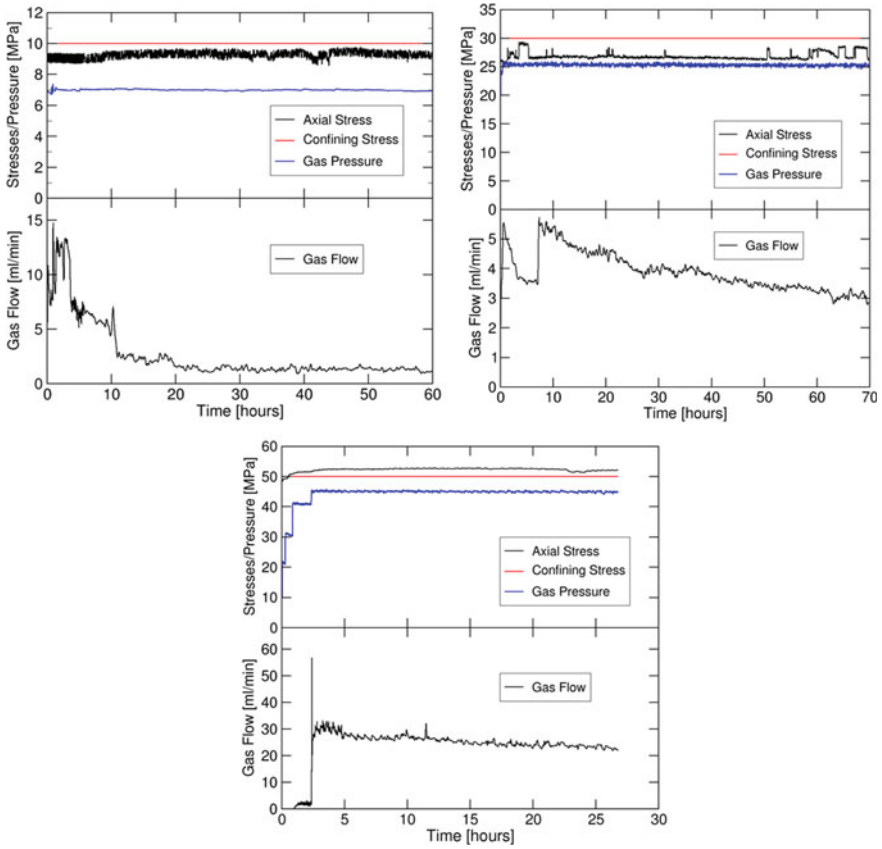 Stresses/Pressure [MPa]
12
10
8
6
4
2
0
Axial Stress
Confining Stress
Gas Pressure
Gas Flow [ml/min]
15
10
5
0
Gas Flow
0 10 20 30 40 50 60
Time [hours]
Stresses/Pressure [MPa]
35
30
25
20
15
10
5
0
Axial Stress
Confining Stress
Gas Pressure
Gas Flow [ml/min]
5
4
3
2
1
0
Gas Flow
0 10 20 30 40 50 60 70
Time [hours]
Stresses/Pressure [MPa]
60
50
40
30
20
10
0
Axial Stress
Confining Stress
Gas Pressure
Gas Flow [ml/min]
60
50
40
30
20
10
0
Gas Flow
0 5 10 15 20 25 30
Time [hours]